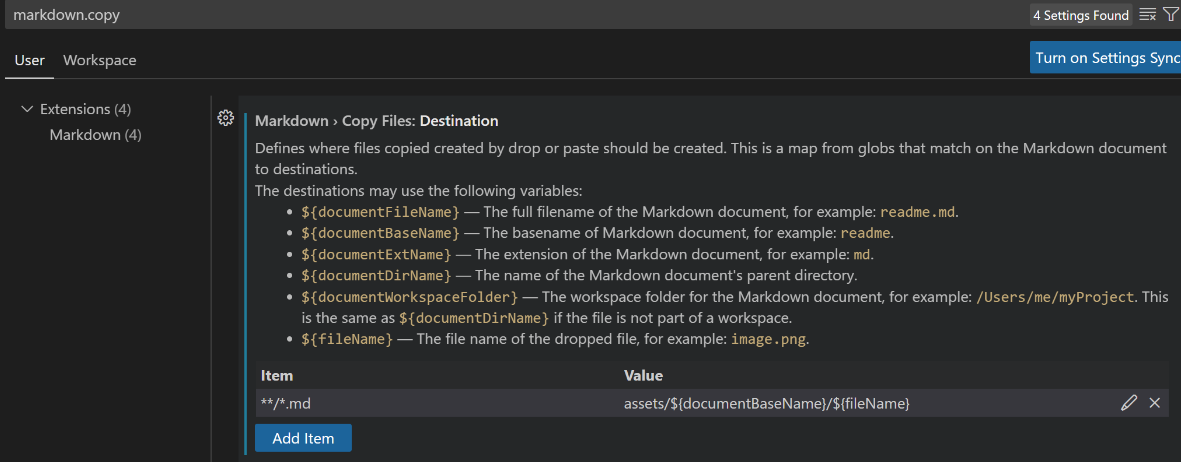 markdown.copy
4 Settings Found
User Workspace
Turn on Settings Sync
Extensions (4)
Markdown (4)
Markdown › Copy Files: Destination
Defines where files copied created by drop or paste should be created. This is a map from globs that match on the Markdown document
to destinations.
The destinations may use the following variables:
• ${documentFileName} — The full filename of the Markdown document, for example: readme.md.
• ${documentBaseName} — The basename of Markdown document, for example: readme.
• ${documentExtName} — The extension of the Markdown document, for example: md.
• ${documentDirName} — The name of the Markdown document's parent directory.
• ${documentWorkspaceFolder} — The workspace folder for the Markdown document, for example: /Users/me/myProject. This
is the same as ${documentDirName} if the file is not part of a workspace.
• ${fileName} — The file name of the dropped file, for example: image.png.
Item Value
**/*.md assets/${documentBaseName}/${fileName}
Add Item